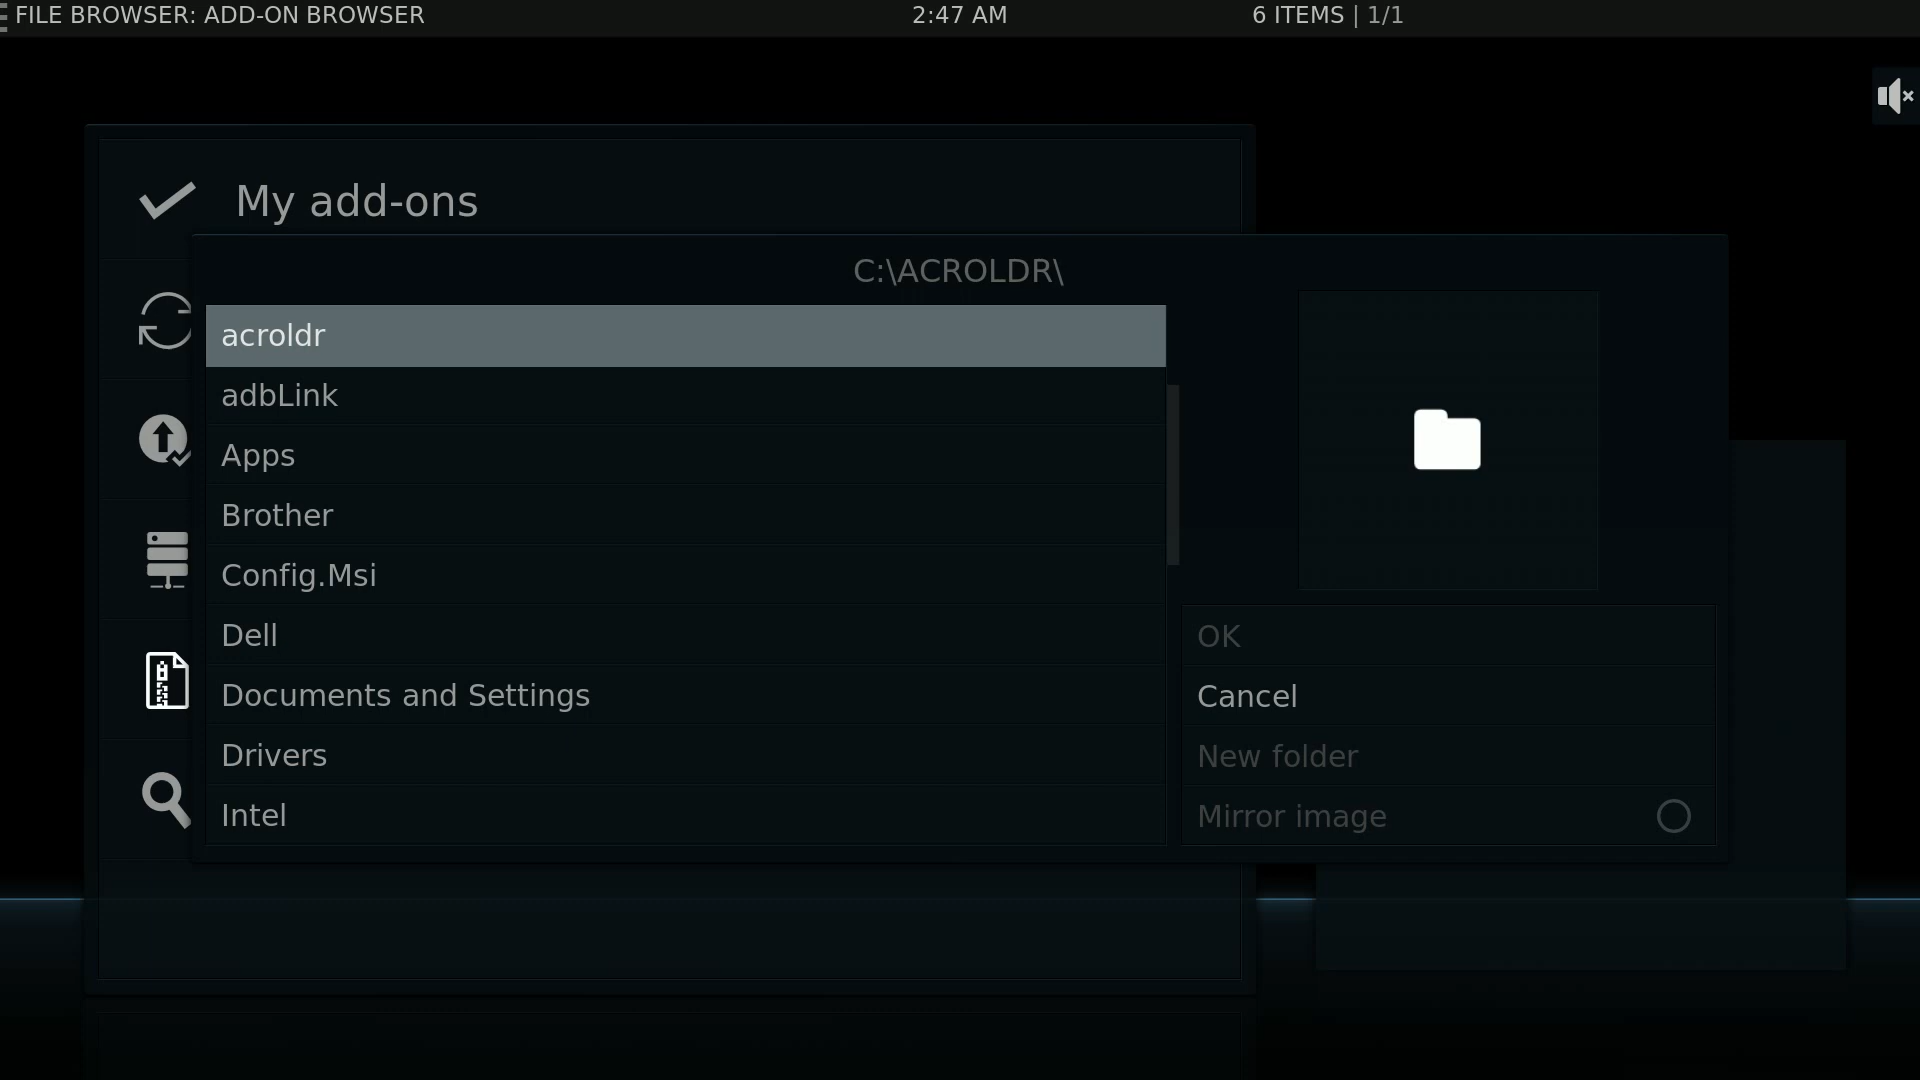 FILE BROWSER: ADD-ON BROWSER
2:47 AM
6 ITEMS | 1/1
My add-ons
C:\ACROLDR\
acroldr
adbLink
Apps
Brother
Config.Msi
Dell
Documents and Settings
Drivers
Intel
OK
Cancel
New folder
Mirror image